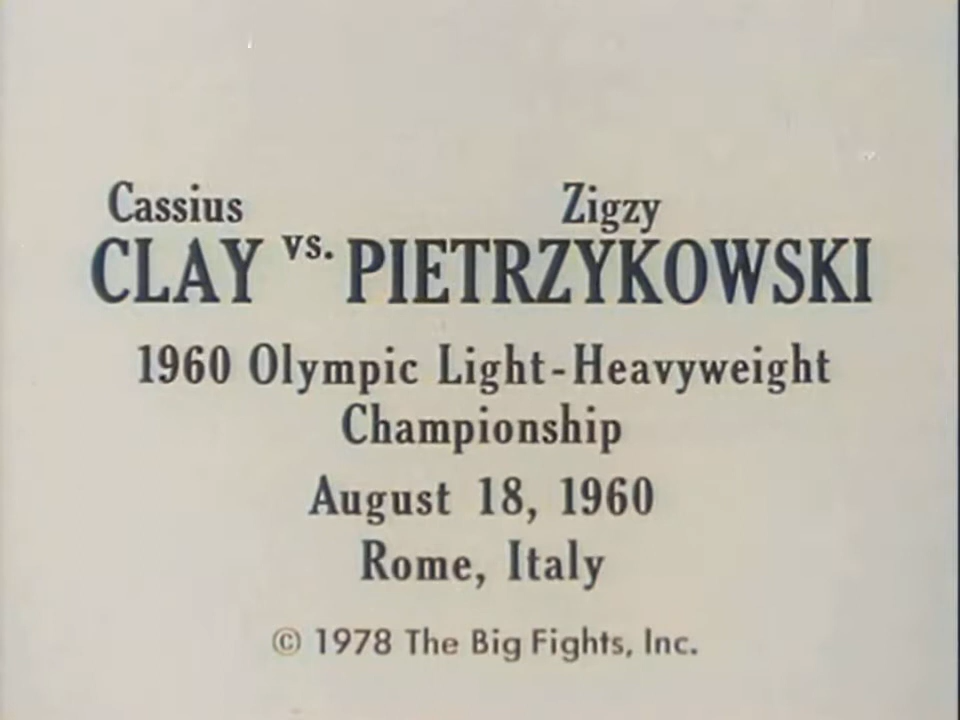 Cassius Zigzy
CLAY vs. PIETRZYKOWSKI
1960 Olympic Light-Heavyweight
Championship
August 18, 1960
Rome, Italy
© 1978 The Big Fights, Inc.